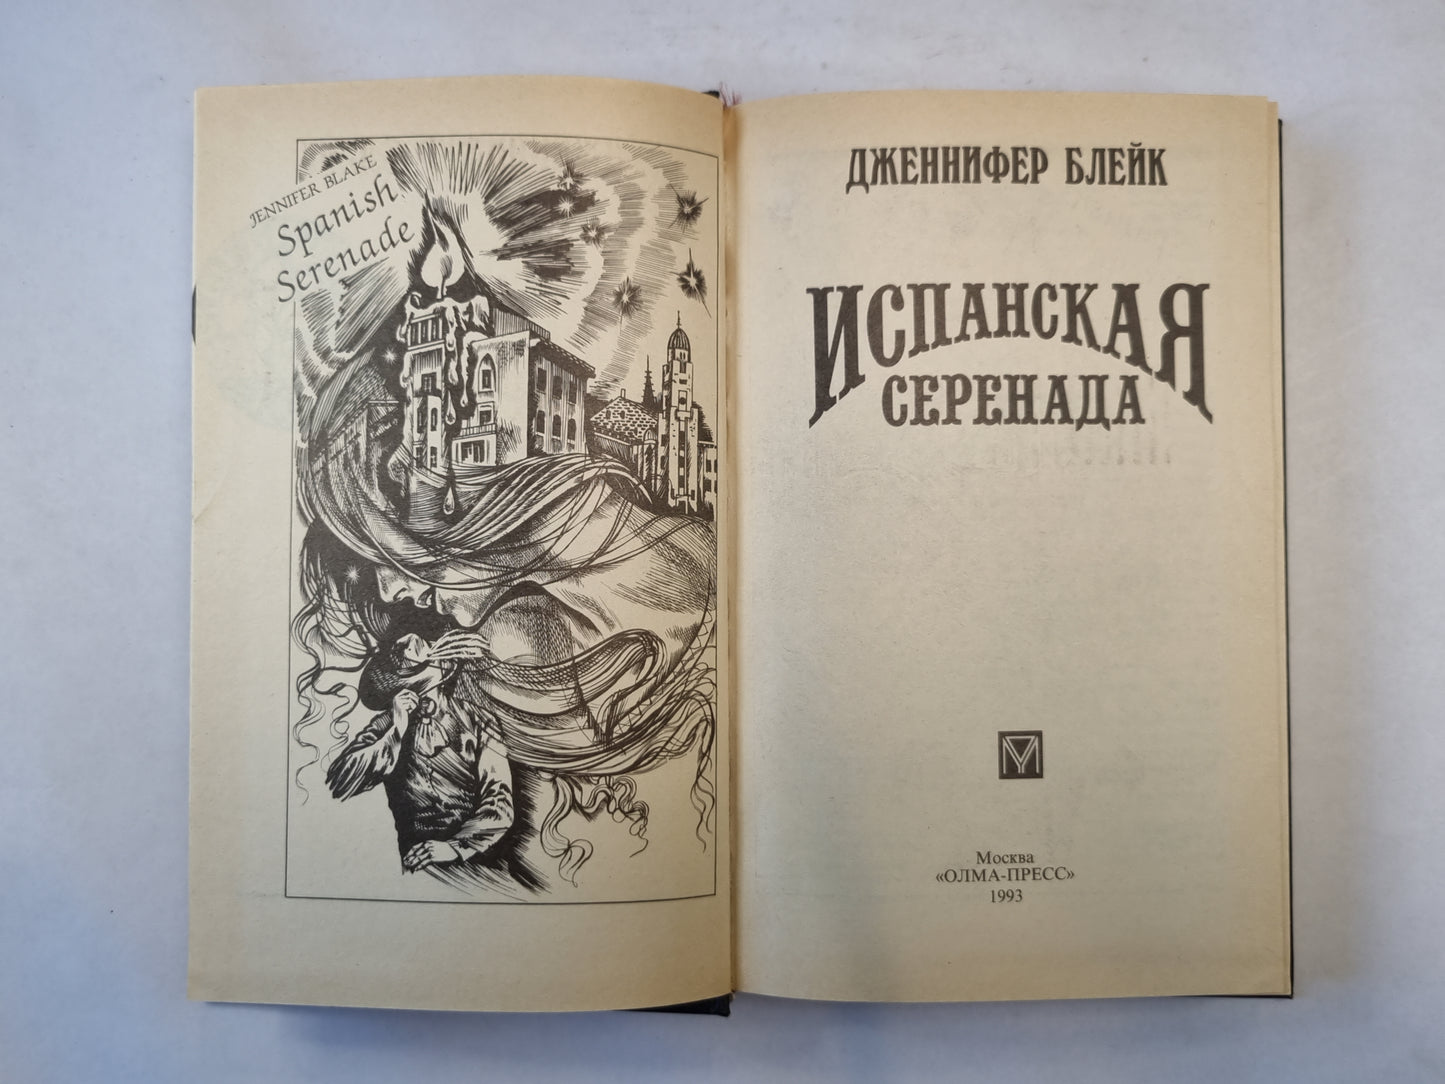 JENNIFER BLAKE
Spanish
Serenade
ДЖЕННИФЕР БЛЕЙК
ИСПАНСКАЯ
СЕРЕНАДА
Москва
«ОЛМА-ПРЕСС»
1993